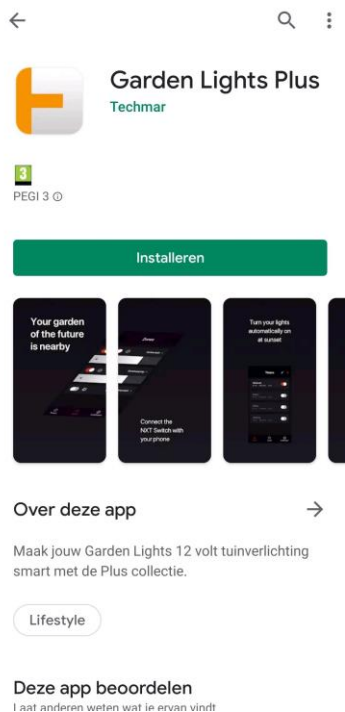 Garden Lights Plus
Techmar
3
PEGI 3
Installeren
Your garden
of the future
is nearby
Connect the
NXT Switch with
your phone
Turn your lights
automatically on
at sunset
Over deze app
Maak jouw Garden Lights 12 volt tuinverlichting
smart met de Plus collectie.
Lifestyle
Deze app beoordelen
Laat anderen weten wat je ervan vindt